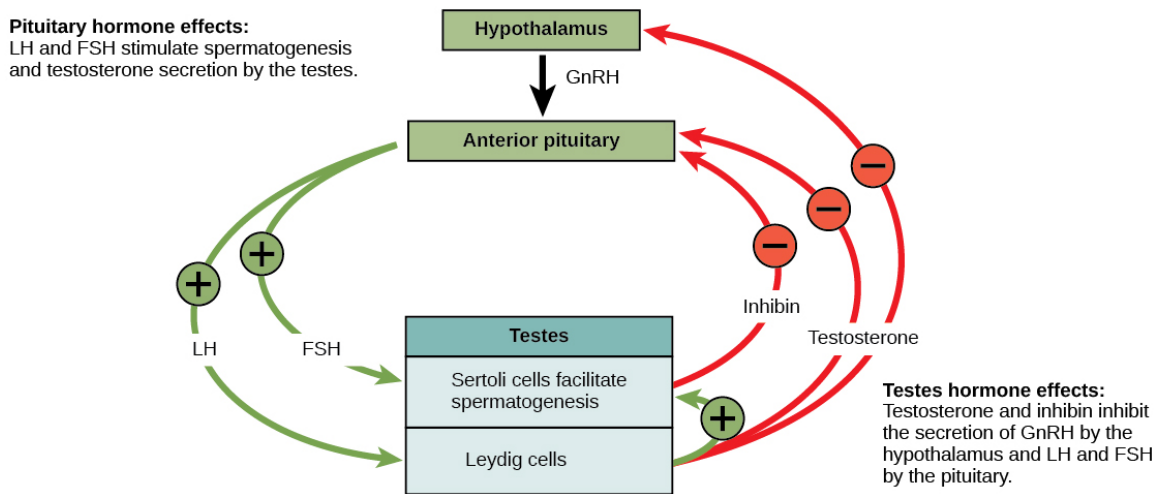 Pituitary hormone effects:
LH and FSH stimulate spermatogenesis
and testosterone secretion by the testes.
Hypothalamus
GnRH
Anterior pituitary
+
+
−
−
−
LH
FSH
Inhibin
Testosterone
Testes
Sertoli cells facilitate
spermatogenesis
+
Leydig cells
Testes hormone effects:
Testosterone and inhibin inhibit
the secretion of GnRH by the
hypothalamus and LH and FSH
by the pituitary.